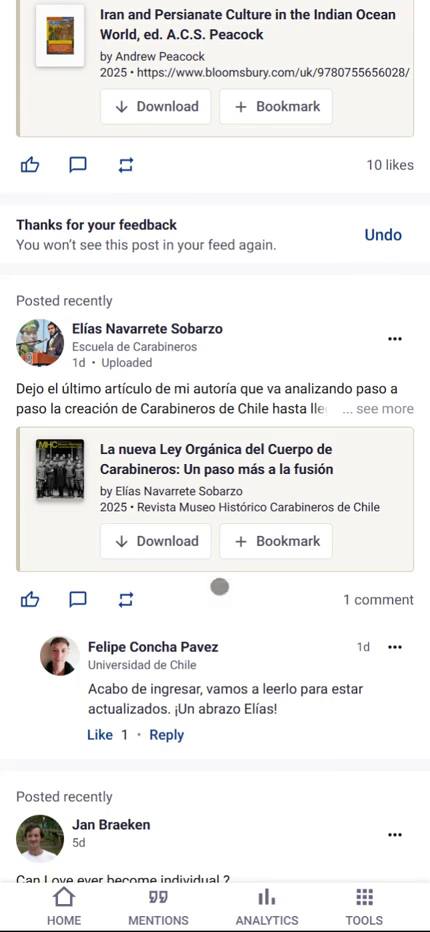 Iran and Persianate Culture in the Indian Ocean
World, ed. A.C.S. Peacock
by Andrew Peacock
2025 • https://www.bloomsbury.com/uk/9780755656028/
Download
Bookmark
10 likes
Thanks for your feedback
You won't see this post in your feed again.
Undo
Posted recently
Elías Navarrete Sobarzo
Escuela de Carabineros
1d • Uploaded
Dejo el último artículo de mi autoría que va analizando paso a
paso la creación de Carabineros de Chile hasta ... see more
La nueva Ley Orgánica del Cuerpo de
Carabineros: Un paso más a la fusión
by Elías Navarrete Sobarzo
2025 • Revista Museo Histórico Carabineros de Chile
Download
Bookmark
1 comment
Felipe Concha Pavez
1d
Universidad de Chile
Acabo de ingresar, vamos a leerlo para estar
actualizados. ¡Un abrazo Elías!
Like 1 • Reply
Posted recently
Jan Braeken
5d
Can Love ever become individual ?
HOME
MENTIONS
ANALYTICS
TOOLS